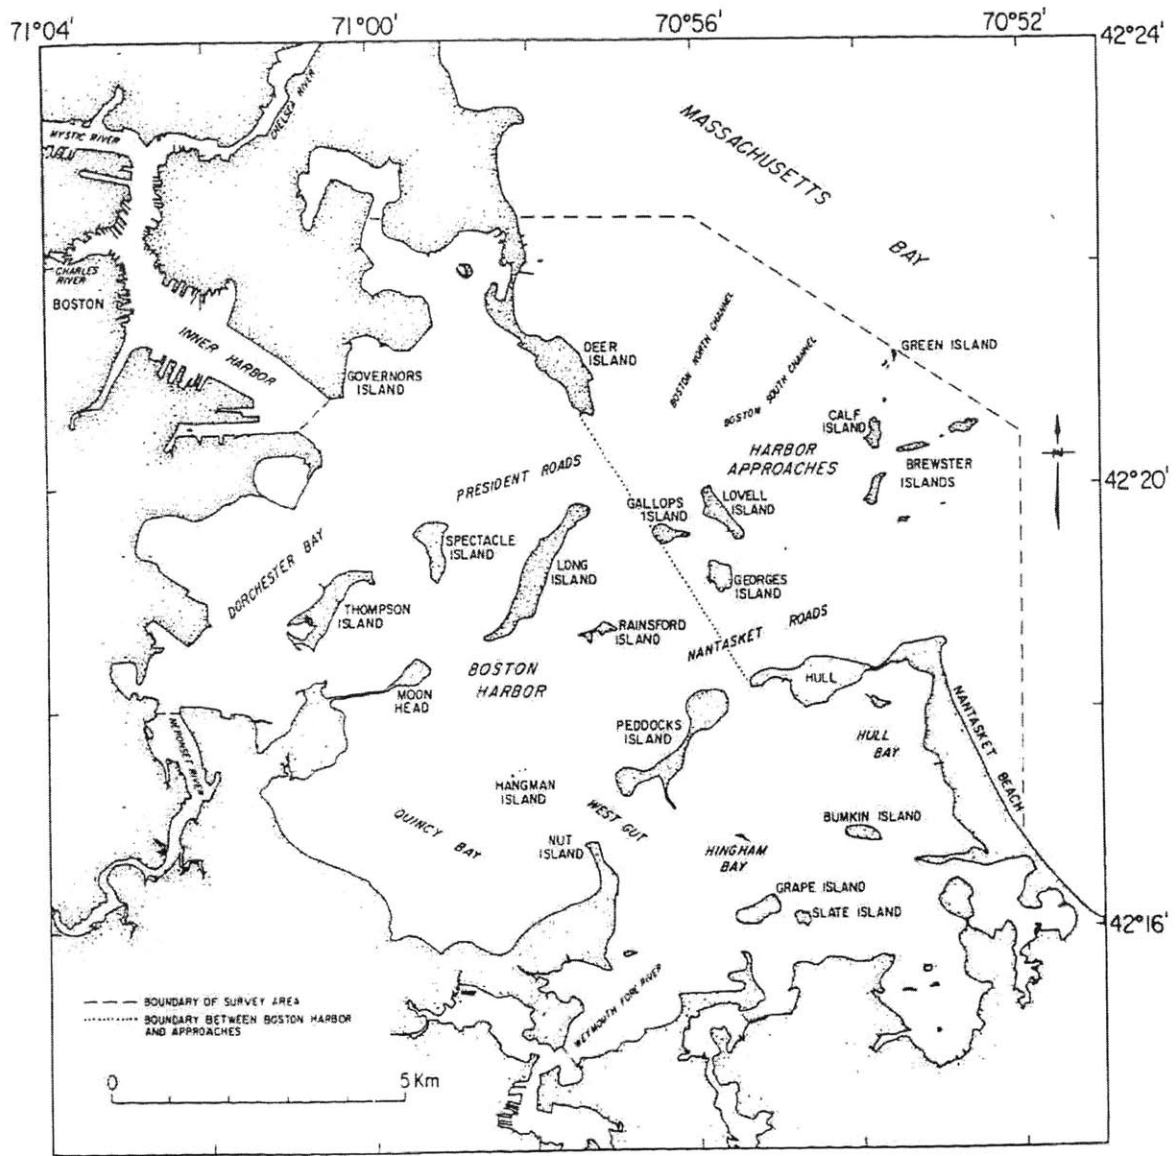 71°04'
71°00'
70°56'
70°52'
42°24'
MASSACHUSETTS
BAY
MYSTIC RIVER
CHELSEA RIVER
CHARLES
RIVER
BOSTON
INNER HARBOR
GOVERNORS
ISLAND
DEER
ISLAND
BOSTON NORTH CHANNEL
BOSTON SOUTH CHANNEL
GREEN ISLAND
CALF
ISLAND
HARBOR
APPROACHES
BREWSTER
ISLANDS
N
42°20'
PRESIDENT ROADS
GALLOPS
ISLAND
LOVELL
ISLAND
SPECTACLE
ISLAND
LONG
ISLAND
GEORGES
ISLAND
DORCHESTER BAY
THOMPSON
ISLAND
RAINSFORD
ISLAND
NANTASKET ROADS
BOSTON
HARBOR
MOON
HEAD
HULL
NEPONSET RIVER
PEDDOCKS
ISLAND
HULL
BAY
NANTASKET BEACH
HANGMAN
ISLAND
WEST GUT
QUINCY BAY
NUT
ISLAND
HINGHAM
BAY
BUMKIN ISLAND
GRAPE ISLAND
SLATE ISLAND
42°16'
WEYMOUTH FORE RIVER
BOUNDARY OF SURVEY AREA
BOUNDARY BETWEEN BOSTON HARBOR
AND APPROACHES
0
5 Km